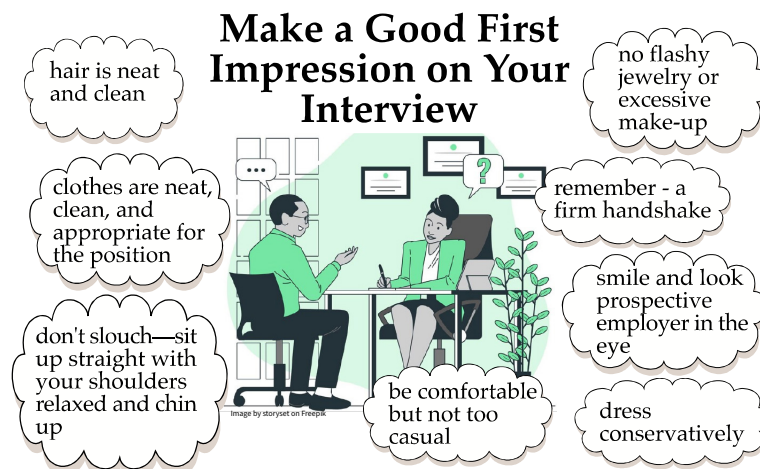 Make a Good First
Impression on Your
Interview
hair is neat
and clean
no flashy
jewelry or
excessive
make-up
...
?
clothes are neat,
clean, and
appropriate for
the position
remember - a
firm handshake
smile and look
prospective
employer in the
eye
don't slouch—sit
up straight with
your shoulders
relaxed and chin
up
be comfortable
but not too
casual
dress
conservatively
Image by storyset on Freepik